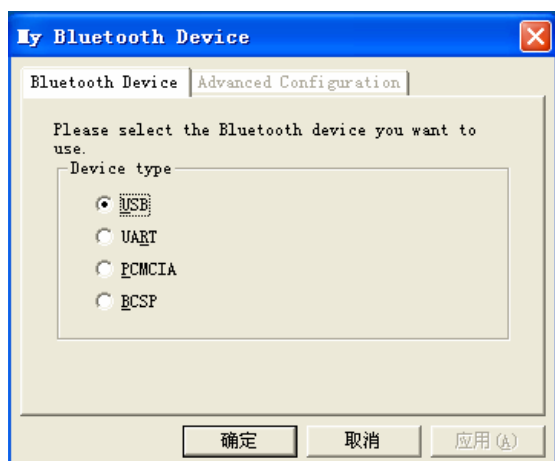 My Bluetooth Device
Bluetooth Device Advanced Configuration
Please select the Bluetooth device you want to
use.
Device type
USB
UART
PCMCIA
BCSP
确定 取消 应用(A)